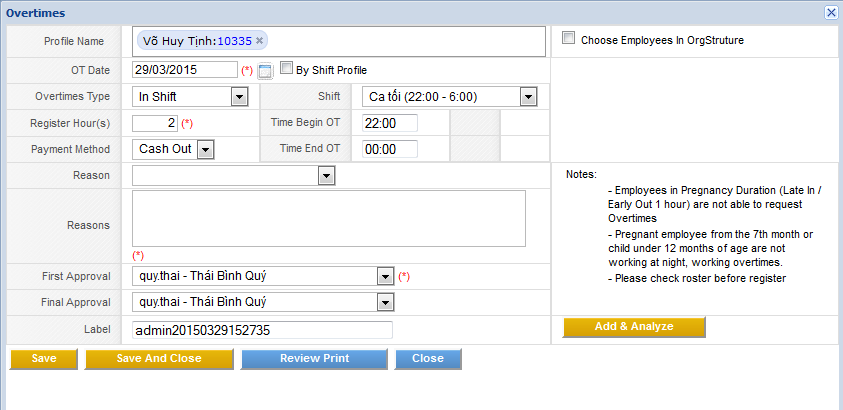 Overtimes
Profile Name
Võ Huy Tịnh:10335
Choose Employees In OrgStruture
OT Date
29/03/2015
(*)
By Shift Profile
Overtimes Type
In Shift
Shift
Ca tối (22:00 - 6:00)
Register Hour(s)
2
(*)
Time Begin OT
22:00
Payment Method
Cash Out
Time End OT
00:00
Reason
Reasons
(*)
Notes:
- Employees in Pregnancy Duration (Late In /
Early Out 1 hour) are not able to request
Overtimes
- Pregnant employee from the 7th month or
child under 12 months of age are not
working at night, working overtimes.
- Please check roster before register
First Approval
quy.thai - Thái Bình Quý
(*)
Final Approval
quy.thai - Thái Bình Quý
Label
admin20150329152735
Add & Analyze
Save
Save And Close
Review Print
Close